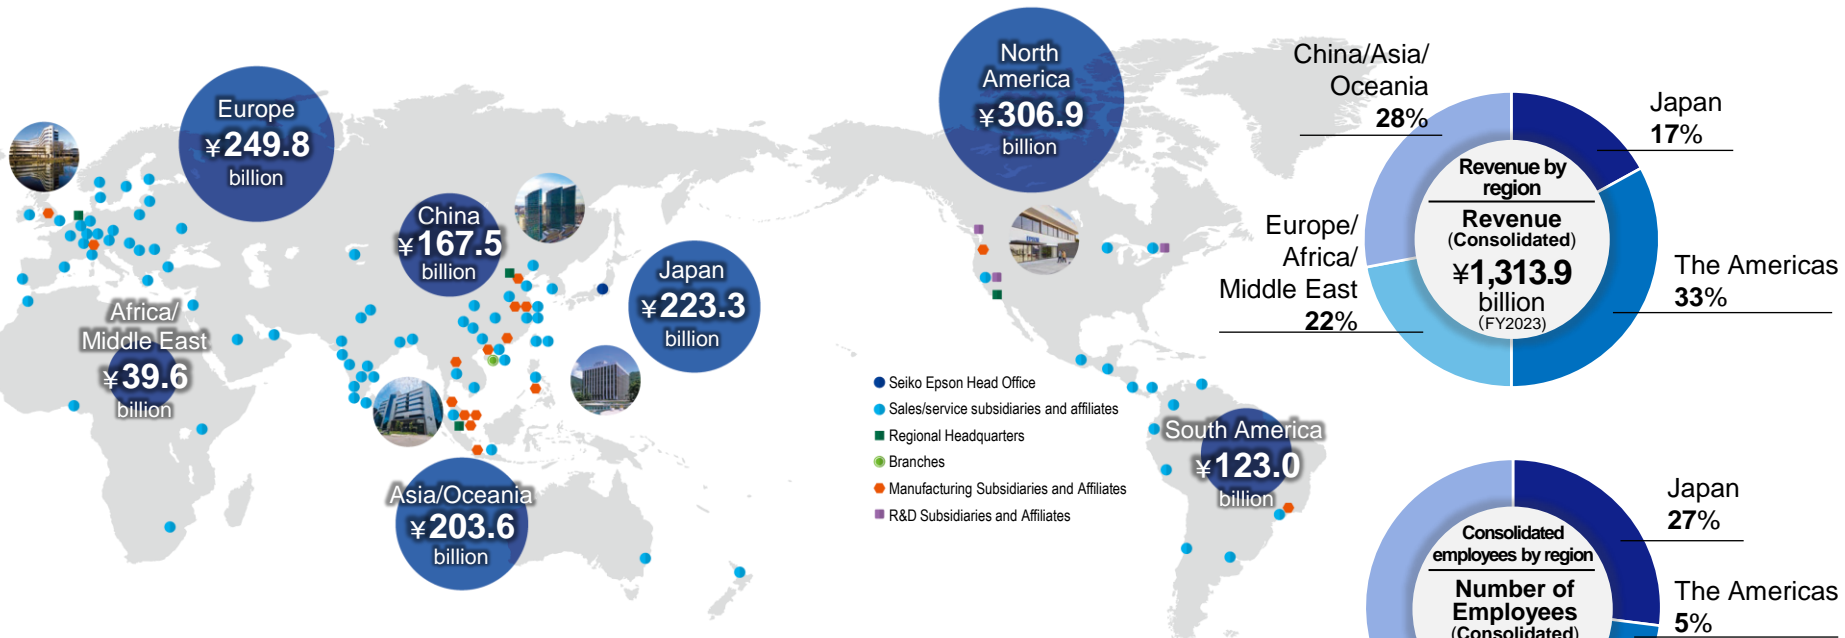 Europe
¥249.8
billion
China
¥167.5
billion
Japan
¥223.3
billion
Africa/
Middle East
¥39.6
billion
Asia/Oceania
¥203.6
billion
North
America
¥306.9
billion
South America
¥123.0
billion
Seiko Epson Head Office
Sales/service subsidiaries and affiliates
Regional Headquarters
Branches
Manufacturing Subsidiaries and Affiliates
R&D Subsidiaries and Affiliates
China/Asia/
Oceania
28%
Japan
17%
Europe/
Africa/
Middle East
22%
The Americas
33%
Revenue by
region
Revenue
(Consolidated)
¥1,313.9
billion
(FY2023)
Japan
27%
The Americas
5%
Consolidated
employees by region
Number of
Employees
(Consolidated)